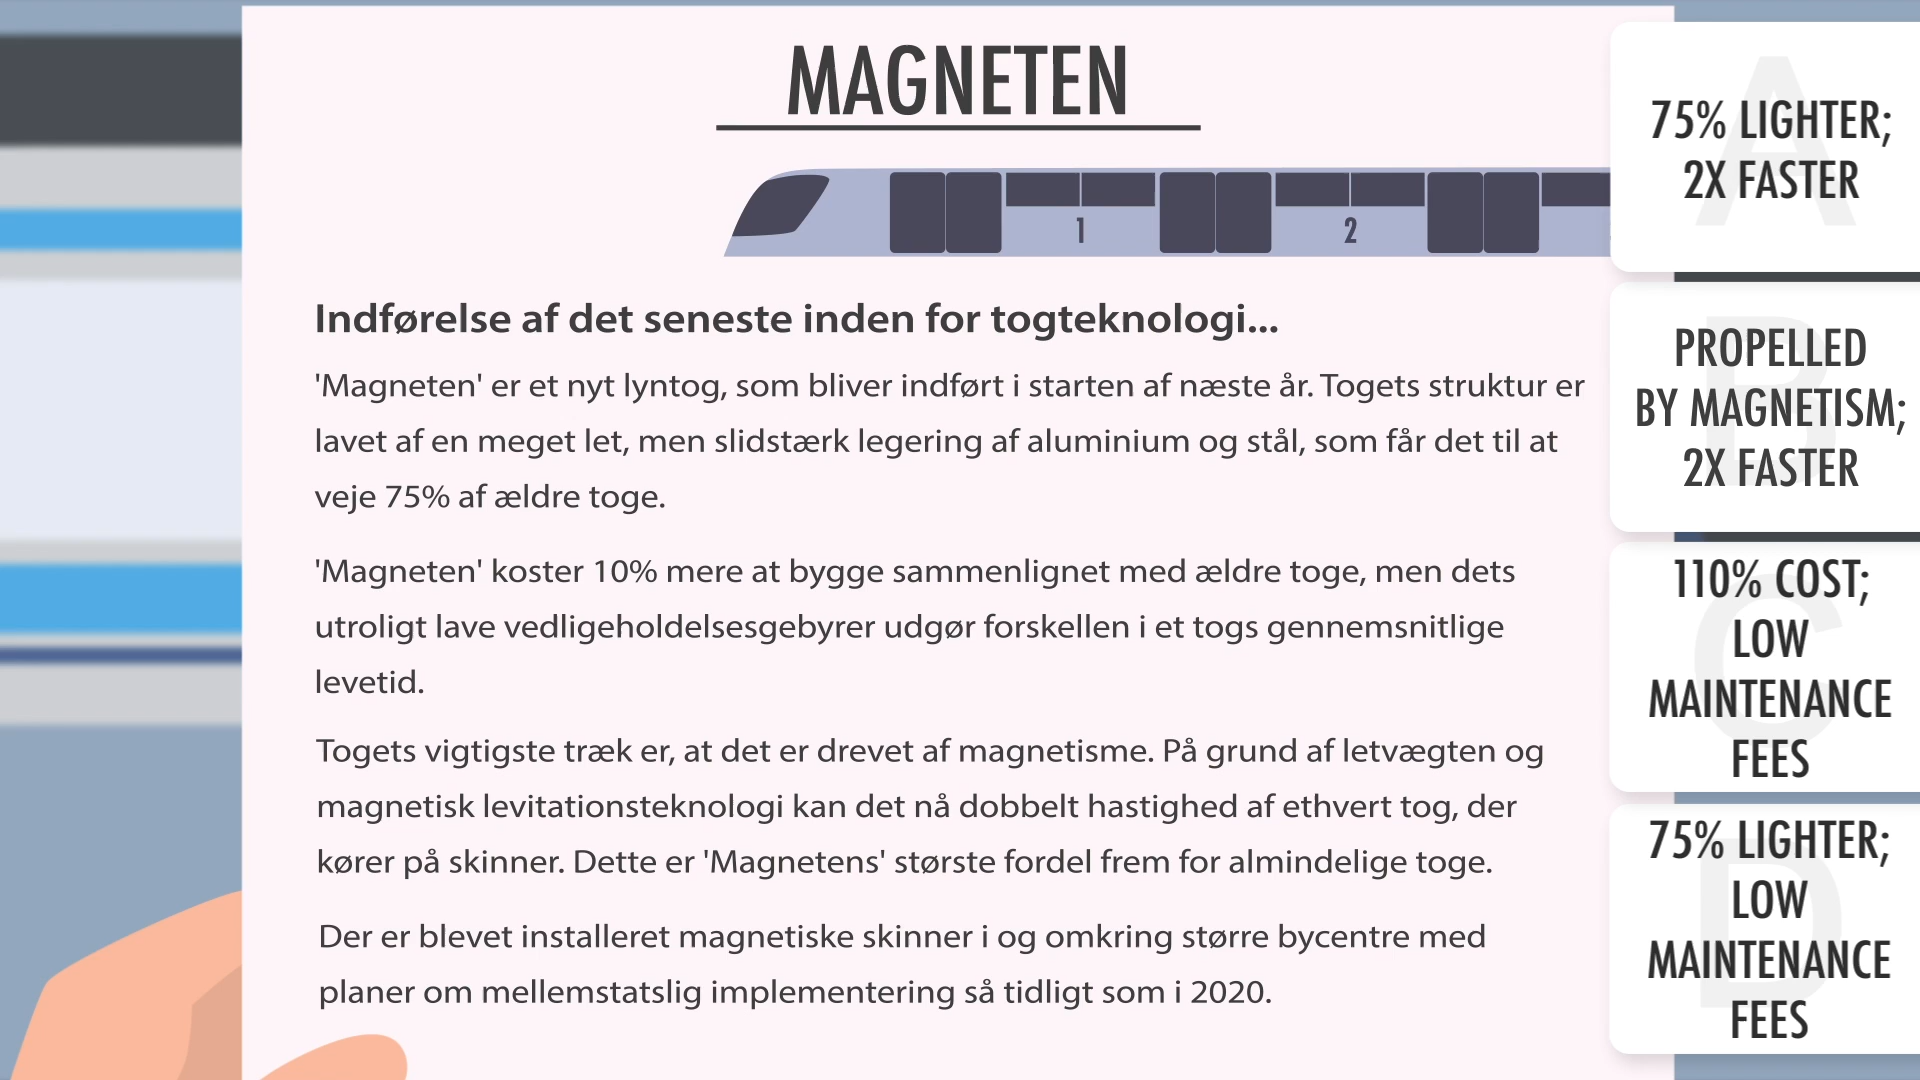 MAGNETEN
1
2
Indførelse af det seneste inden for togteknologi...
'Magneten' er et nyt lyntog, som bliver indført i starten af næste år. Togets struktur er
lavet af en meget let, men slidstærk legering af aluminium og stål, som får det til at
veje 75% af ældre toge.
'Magneten' koster 10% mere at bygge sammenlignet med ældre toge, men dets
utroligt lave vedligeholdelsesgebyrer udgør forskellen i et togs gennemsnitlige
levetid.
Togets vigtigste træk er, at det er drevet af magnetisme. På grund af letvægten og
magnetisk levitationsteknologi kan det nå dobbelt hastighed af ethvert tog, der
kører på skinner. Dette er 'Magnetens' største fordel frem for almindelige toge.
Der er blevet installeret magnetiske skinner i og omkring større bycentre med
planer om mellemstatslig implementering så tidligt som i 2020.
A
75% LIGHTER;
2X FASTER
B
PROPELLED
BY MAGNETISM;
2X FASTER
C
110% COST;
LOW
MAINTENANCE
FEES
D
75% LIGHTER;
LOW
MAINTENANCE
FEES